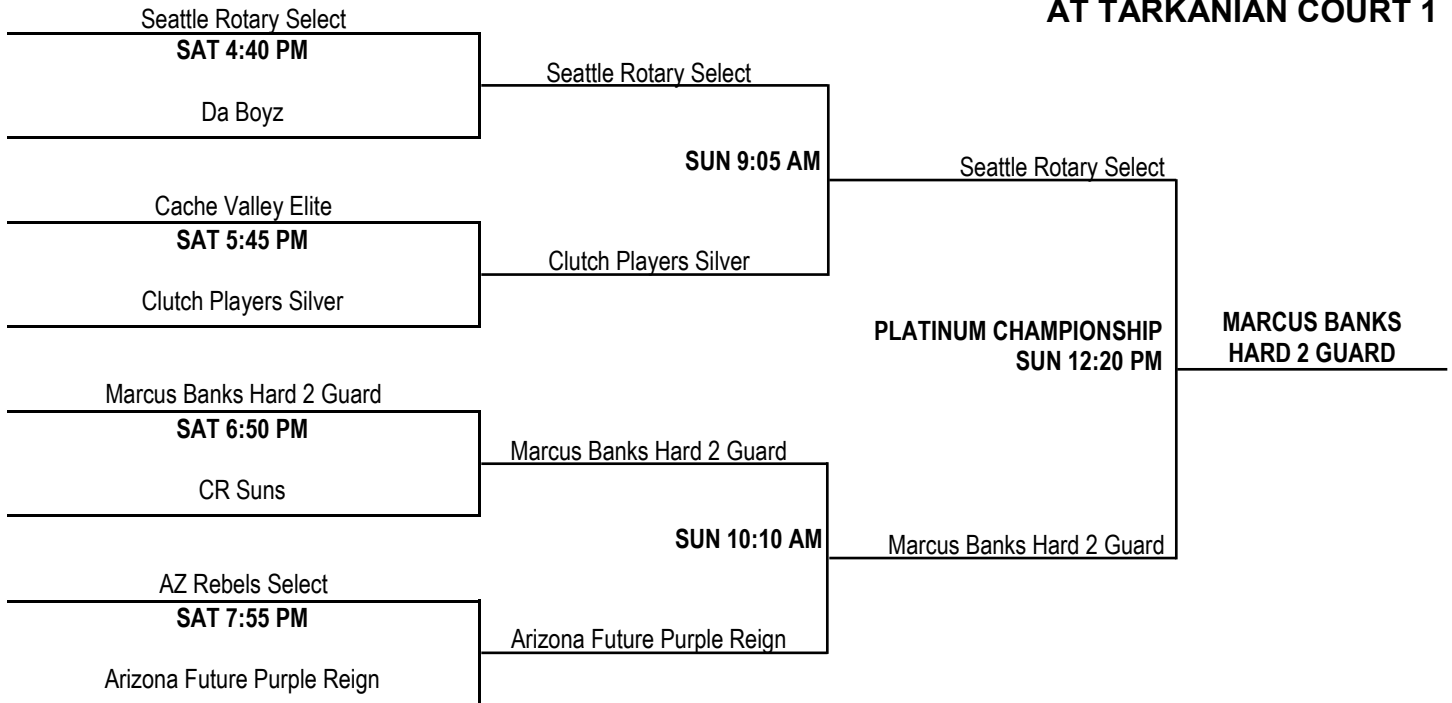 AT TARKANIAN COURT 1
Seattle Rotary Select
SAT 4:40 PM
Da Boyz
Cache Valley Elite
SAT 5:45 PM
Clutch Players Silver
Marcus Banks Hard 2 Guard
SAT 6:50 PM
CR Suns
AZ Rebels Select
SAT 7:55 PM
Arizona Future Purple Reign
Seattle Rotary Select
SUN 9:05 AM
Clutch Players Silver
Marcus Banks Hard 2 Guard
SUN 10:10 AM
Arizona Future Purple Reign
Seattle Rotary Select
PLATINUM CHAMPIONSHIP
SUN 12:20 PM
Marcus Banks Hard 2 Guard
MARCUS BANKS
HARD 2 GUARD